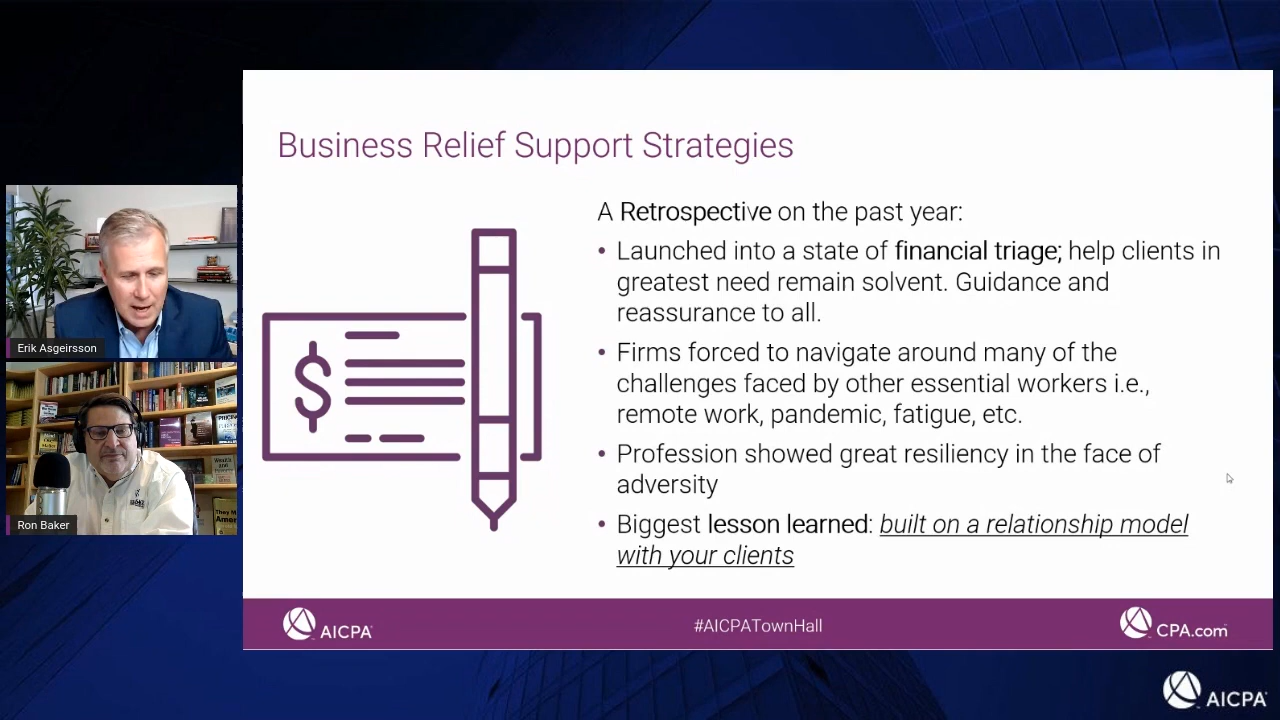 Business Relief Support Strategies
A Retrospective on the past year:
• Launched into a state of financial triage; help clients in
greatest need remain solvent. Guidance and
reassurance to all.
• Firms forced to navigate around many of the
challenges faced by other essential workers i.e.,
remote work, pandemic, fatigue, etc.
• Profession showed great resiliency in the face of
adversity
• Biggest lesson learned: built on a relationship model
with your clients
$
Erik Asgeirsson
Ron Baker
AICPA
#AICPATownHall
CPA.com
AICPA